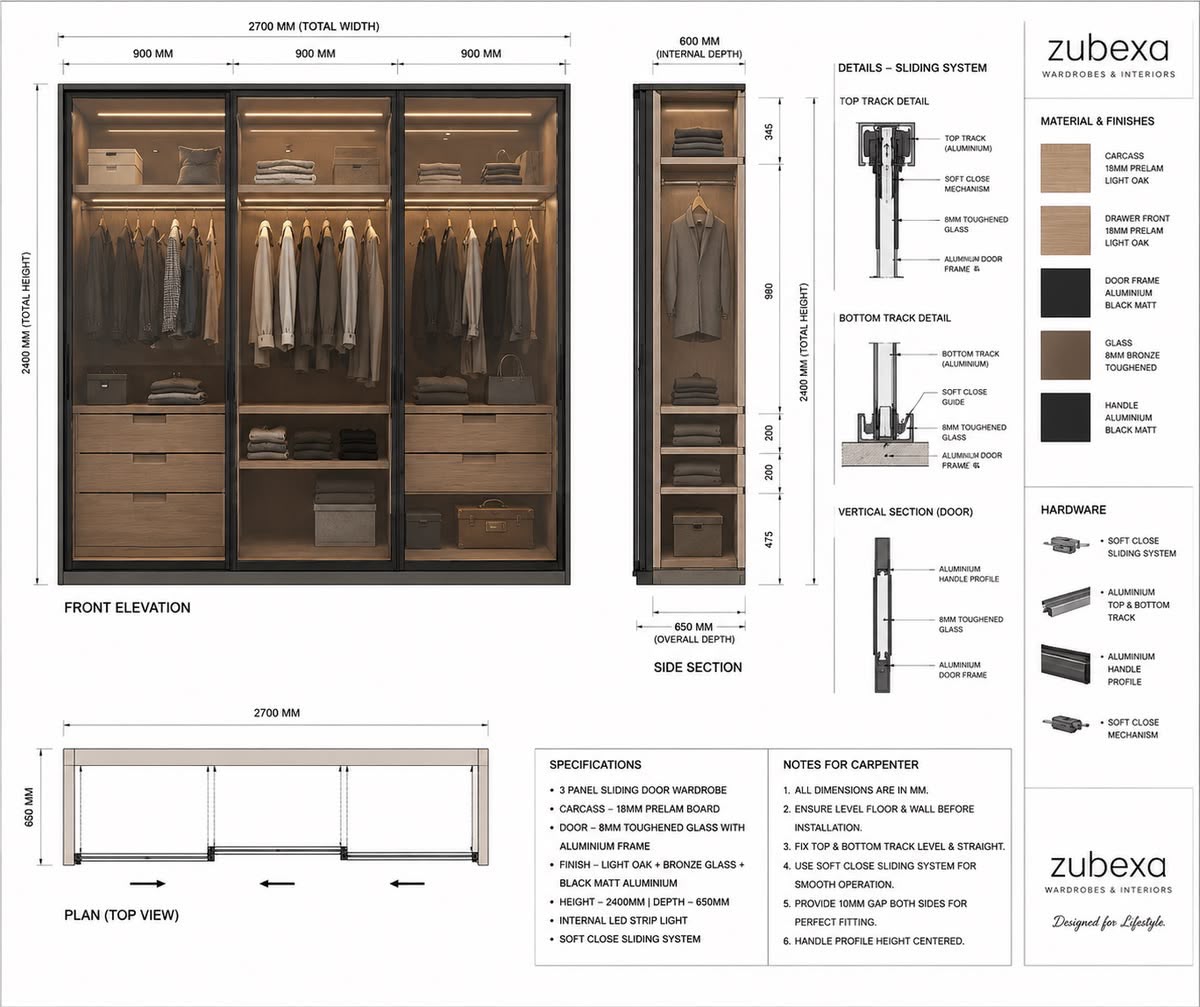 2700 MM (TOTAL WIDTH)
900 MM
900 MM
900 MM
2400 MM (TOTAL HEIGHT)
FRONT ELEVATION
600 MM
(INTERNAL DEPTH)
345
980
200
200
475
2400 MM (TOTAL HEIGHT)
650 MM
(OVERALL DEPTH)
SIDE SECTION
DETAILS – SLIDING SYSTEM
TOP TRACK DETAIL
TOP TRACK
(ALUMINIUM)
SOFT CLOSE
MECHANISM
8MM TOUGHENED
GLASS
DOOR
FRAME
BOTTOM TRACK DETAIL
BOTTOM TRACK
(ALUMINIUM)
SOFT CLOSE
GUIDE
8MM TOUGHENED
GLASS
DOOR
VERTICAL SECTION (DOOR)
ALUMINIUM
HANDLE PROFILE
8MM TOUGHENED
GLASS
ALUMINIUM
DOOR FRAME
zubexa
WARDROBES & INTERIORS
MATERIAL & FINISHES
CARCASS
18MM PRELAM
LIGHT OAK
DRAWER FRONT
18MM PRELAM
LIGHT OAK
DOOR FRAME
ALUMINIUM
BLACK MATT
GLASS
8MM BRONZE
TOUGHENED
HANDLE
ALUMINIUM
BLACK MATT
HARDWARE
• SOFT CLOSE
SLIDING SYSTEM
• ALUMINIUM
TOP & BOTTOM
TRACK
• ALUMINIUM
HANDLE
PROFILE
• SOFT CLOSE
MECHANISM
2700 MM
650 MM
PLAN (TOP VIEW)
SPECIFICATIONS
• 3 PANEL SLIDING DOOR WARDROBE
• CARCASS – 18MM PRELAM BOARD
• DOOR – 8MM TOUGHENED GLASS WITH
ALUMINIUM FRAME
• FINISH – LIGHT OAK + BRONZE GLASS +
BLACK MATT ALUMINIUM
• HEIGHT – 2400MM | DEPTH – 650MM
• INTERNAL LED STRIP LIGHT
• SOFT CLOSE SLIDING SYSTEM
NOTES FOR CARPENTER
1. ALL DIMENSIONS ARE IN MM.
2. ENSURE LEVEL FLOOR & WALL BEFORE
INSTALLATION.
3. FIX TOP & BOTTOM TRACK LEVEL & STRAIGHT.
4. USE SOFT CLOSE SLIDING SYSTEM FOR
SMOOTH OPERATION.
5. PROVIDE 10MM GAP BOTH SIDES FOR
PERFECT FITTING.
6. HANDLE PROFILE HEIGHT CENTERED.
zubexa
WARDROBES & INTERIORS
Designed for Lifestyle.